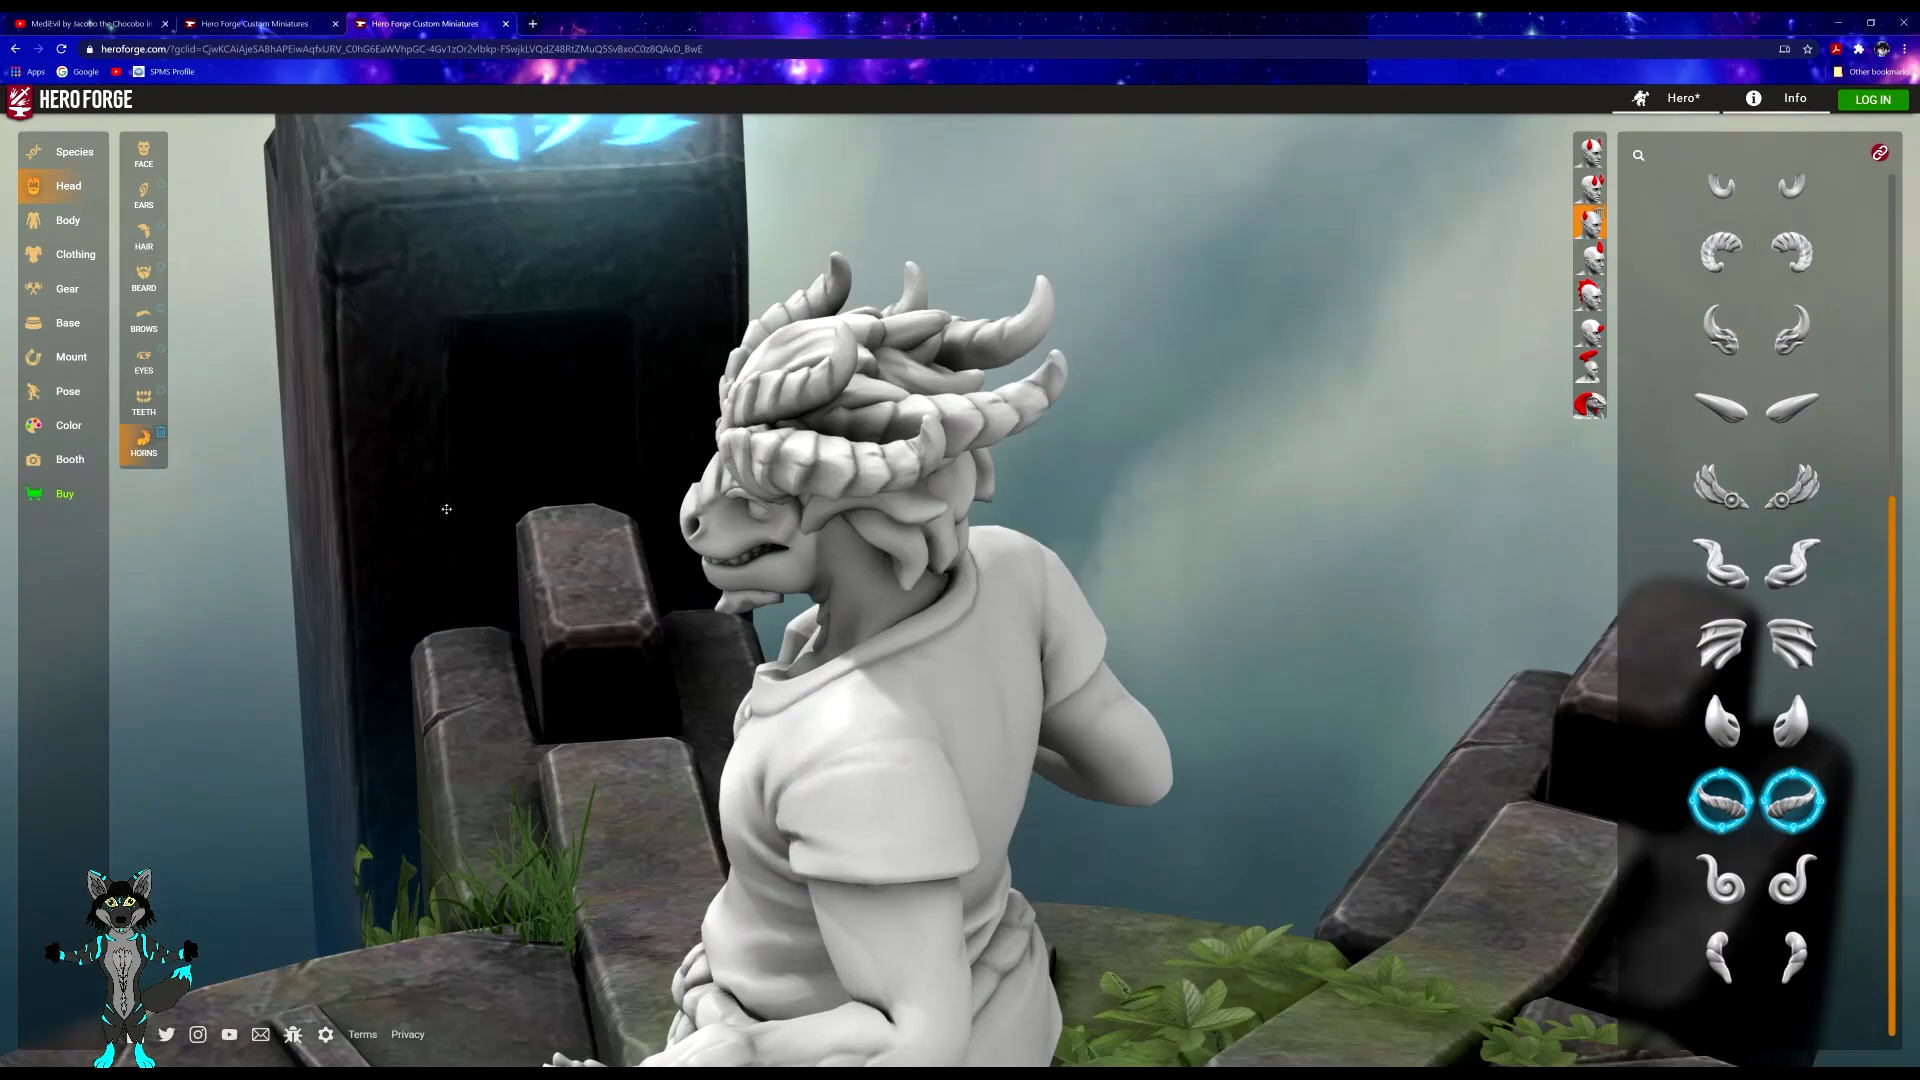 MediEvil by Jacobo the Chocobo in
Hero Forge Custom Miniatures
Hero Forge Custom Miniatures
Apps
Google
SPMS Profile
Other bookmarks
HERO FORGE
Hero*
Info
LOG IN
Species
Head
Body
Clothing
Gear
Base
Mount
Pose
Color
Booth
Buy
FACE
EARS
HAIR
BEARD
BROWS
EYES
TEETH
HORNS
Terms
Privacy